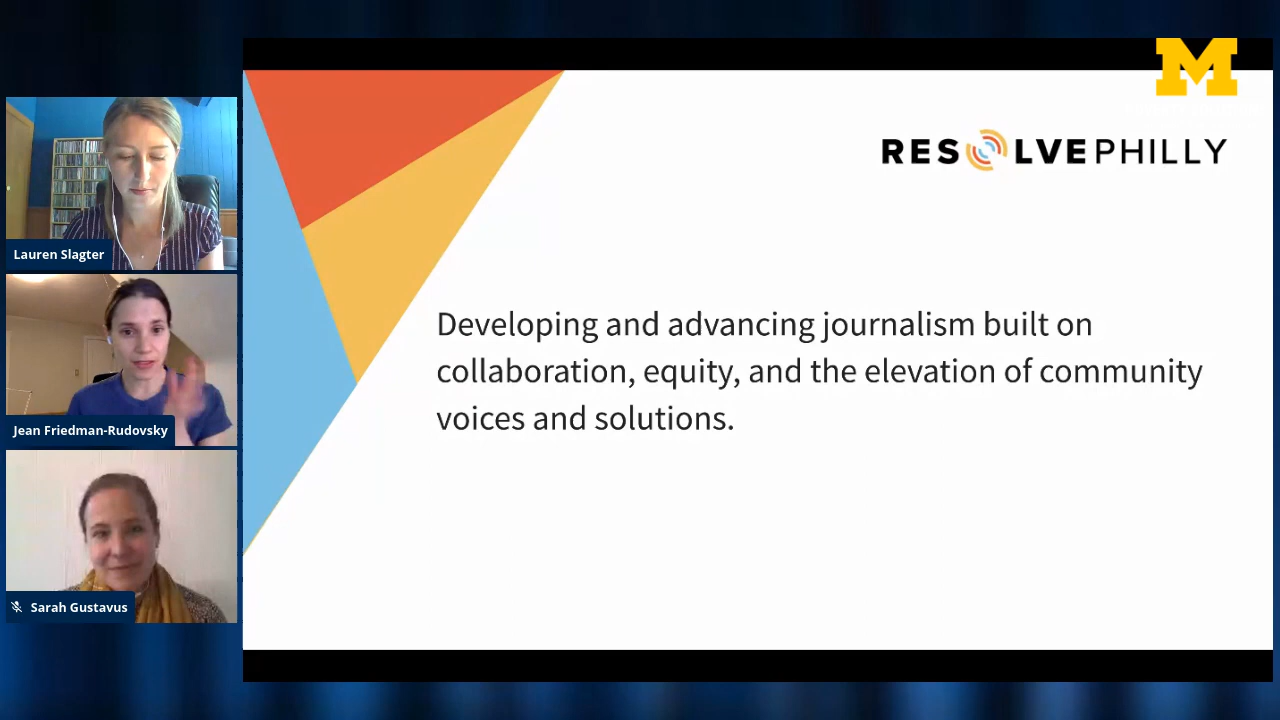 M
RESOLVEPHILLY
Lauren Slagter
Developing and advancing journalism built on
collaboration, equity, and the elevation of community
voices and solutions.
Jean Friedman-Rudovsky
Sarah Gustavus